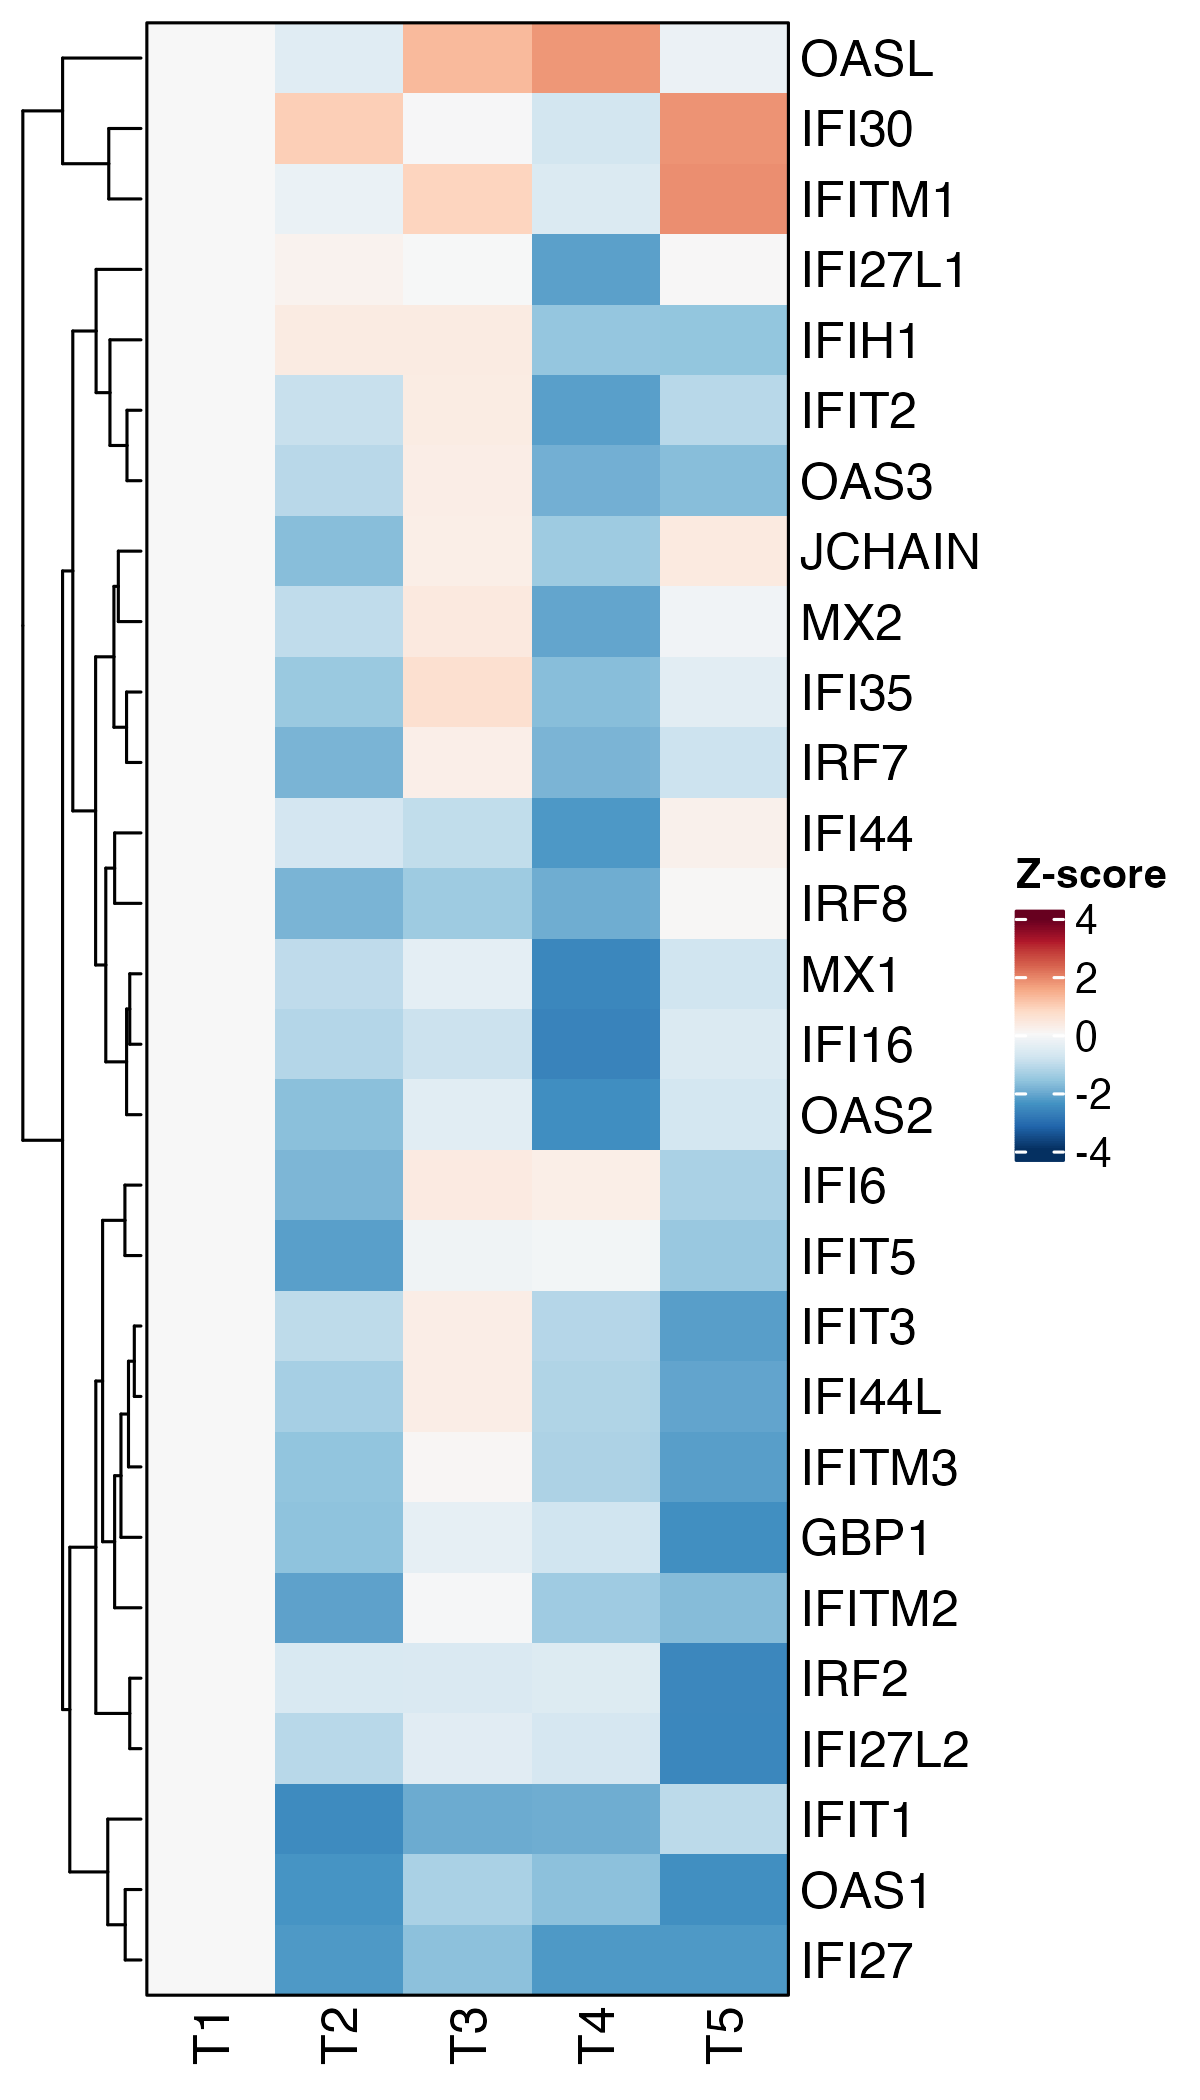 OASL
IFI30
IFITM1
IFI27L1
IFIH1
IFIT2
OAS3
JCHAIN
MX2
IFI35
IRF7
IFI44
IRF8
MX1
IFI16
OAS2
IFI6
IFIT5
IFIT3
IFI44L
IFITM3
GBP1
IFITM2
IRF2
IFI27L2
IFIT1
OAS1
IFI27
T1 T2 T3 T4 T5
Z-score
4
2
0
-2
-4